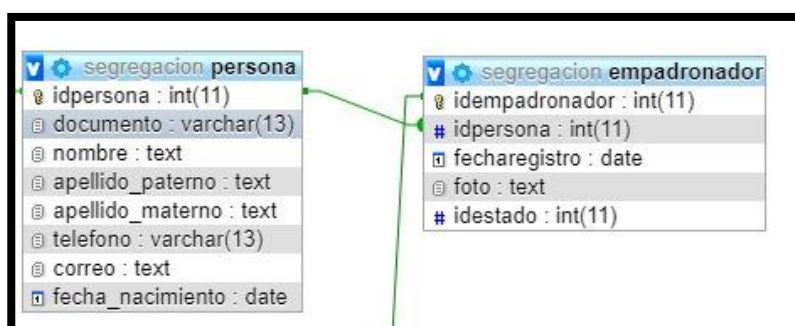 segregacion persona
idpersona : int(11)
documento : varchar(13)
nombre : text
apellido_paterno : text
apellido_materno : text
telefono : varchar(13)
correo : text
fecha_nacimiento : date
segregacion empadronador
idempadronador : int(11)
# idpersona : int(11)
fecharegistro : date
foto : text
# idestado : int(11)